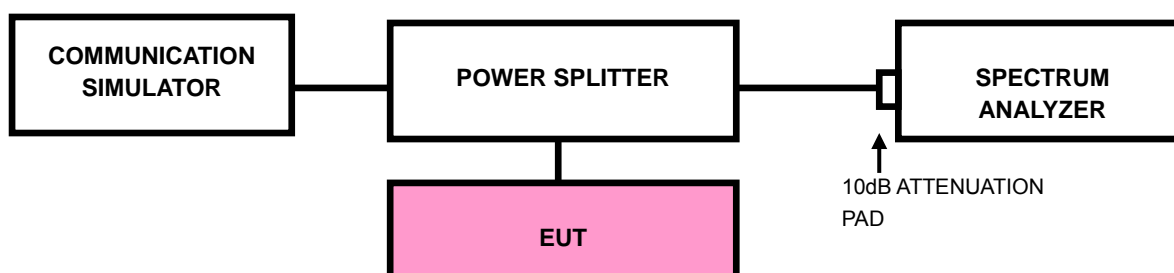 COMMUNICATION
SIMULATOR
POWER SPLITTER
SPECTRUM
ANALYZER
10dB ATTENUATION
PAD
EUT